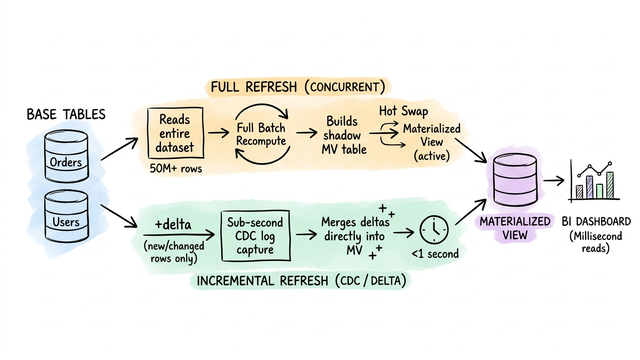 FULL REFRESH (CONCURRENT)
BASE TABLES
Orders
Users
Reads
entire
dataset
50M+ rows
Full Batch
Recompute
Builds
shadow
MV table
Hot Swap
Materialized
View
(active)
+delta
(new/changed
rows only)
Sub-second
CDC log
capture
Merges deltas
directly into
MV
<1 second
INCREMENTAL REFRESH (CDC/DELTA)
MATERIALIZED
VIEW
BI DASHBOARD
(Millisecond
reads)